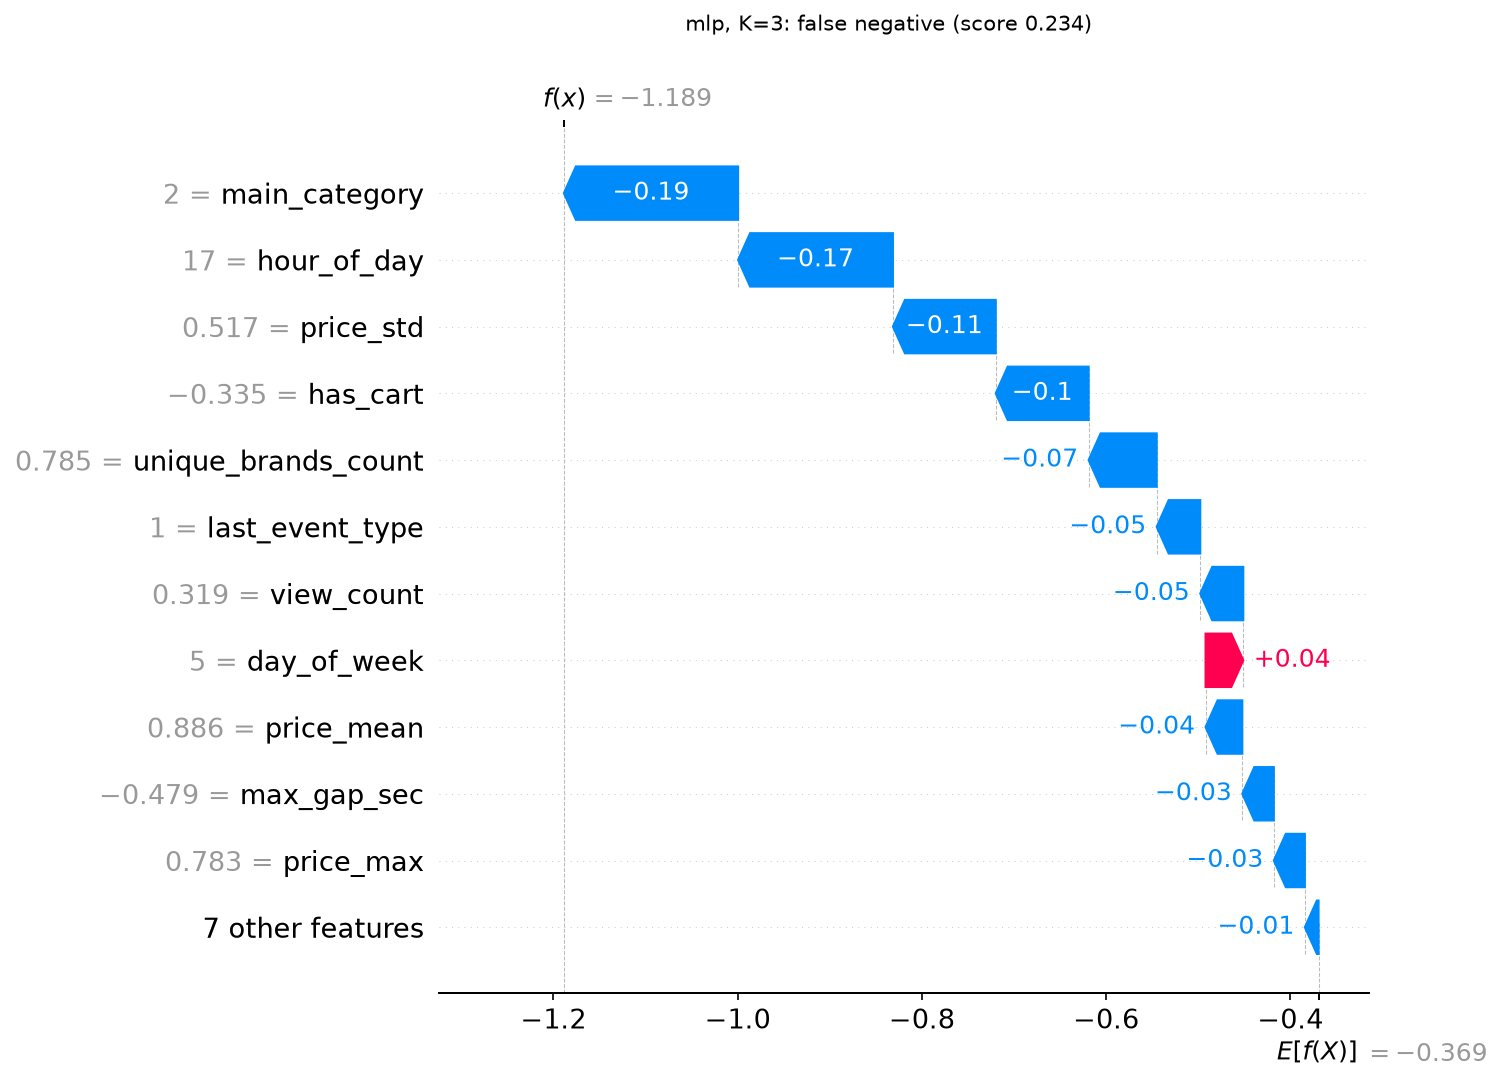 mlp, K=3: false negative (score 0.234)
f(x) = −1.189
2 = main_category −0.19
17 = hour_of_day −0.17
0.517 = price_std −0.11
−0.335 = has_cart −0.1
0.785 = unique_brands_count −0.07
1 = last_event_type −0.05
0.319 = view_count −0.05
5 = day_of_week +0.04
0.886 = price_mean −0.04
−0.479 = max_gap_sec −0.03
0.783 = price_max −0.03
7 other features −0.01
−1.2 −1.0 −0.8 −0.6 −0.4
E[f(X)] = −0.369